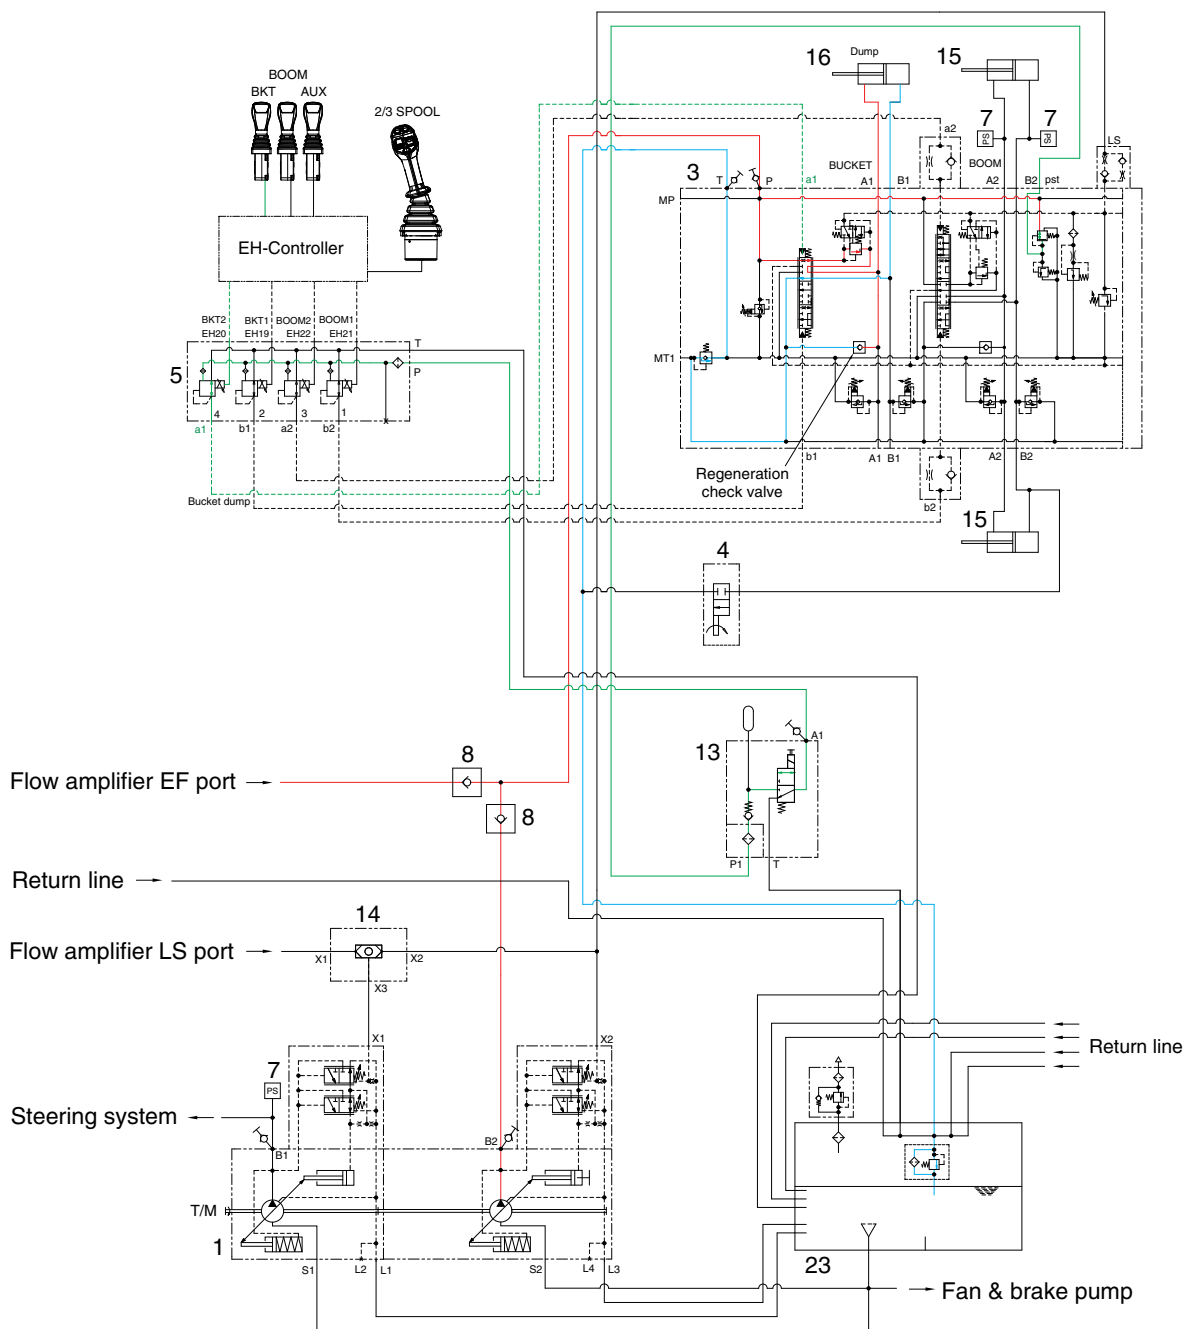 BOOM
BKT AUX
2/3 SPOOL
EH-Controller
16
Dump
15
7
7
PS
PS
a2
LS
3
T
P
a1
BUCKET
A1
B1
BOOM
A2
B2
pst
MP
BKT2
EH20
BKT1
EH19
BOOM2
EH22
BOOM1
EH21
T
P
5
4
2
3
1
a1
b1
a2
b2
x
MT1
b1
A1
B1
A2
B2
Bucket dump
Regeneration
check valve
b2
15
4
13
A1
P1
T
8
Flow amplifier EF port
8
Return line
14
Flow amplifier LS port
X1
X2
X3
X1
X2
7
PS
Steering system
B1
B2
T/M
1
S1
L2
L1
S2
L4
L3
Return line
23
Fan & brake pump